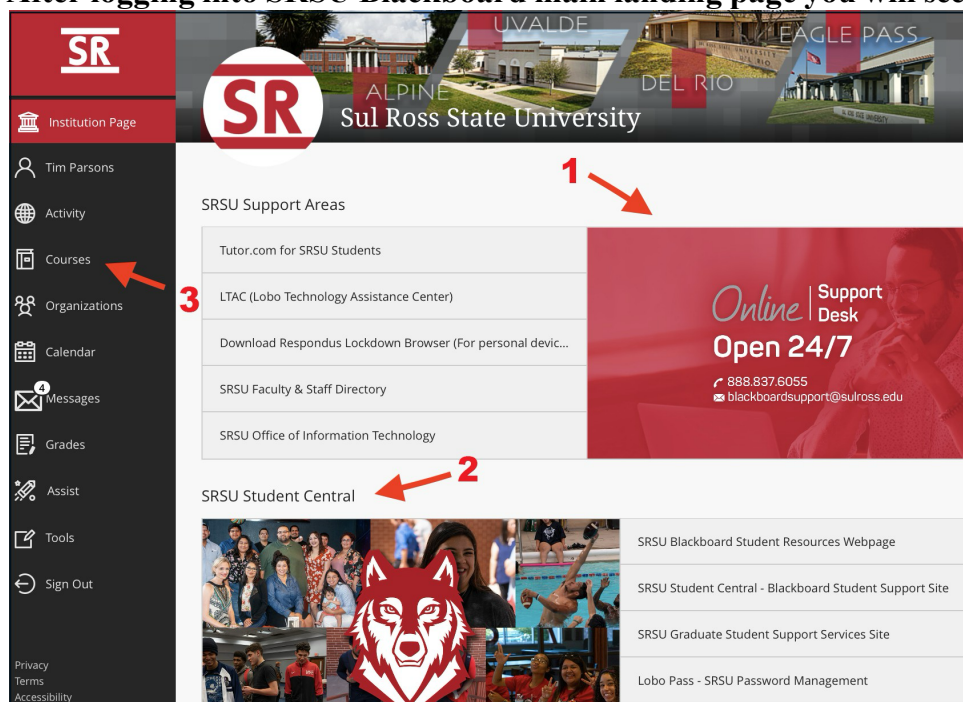 After logging into SRSU Blackboard main landing page you will see
SR
UVALDE
EAGLE PASS
ALPINE
DEL RIO
SR
Sul Ross State University
Institution Page
Tim Parsons
Activity
Courses
Organizations
Calendar
4
Messages
Grades
Assist
Tools
Sign Out
Privacy
Terms
Accessibility
1
SRSU Support Areas
Tutor.com for SRSU Students
LTAC (Lobo Technology Assistance Center)
Download Respondus Lockdown Browser (For personal devic...
SRSU Faculty & Staff Directory
SRSU Office of Information Technology
Online Support
Desk
Open 24/7
888.837.6055
blackboardsupport@sulross.edu
3
2
SRSU Student Central
SRSU Blackboard Student Resources Webpage
SRSU Student Central - Blackboard Student Support Site
SRSU Graduate Student Support Services Site
Lobo Pass - SRSU Password Management